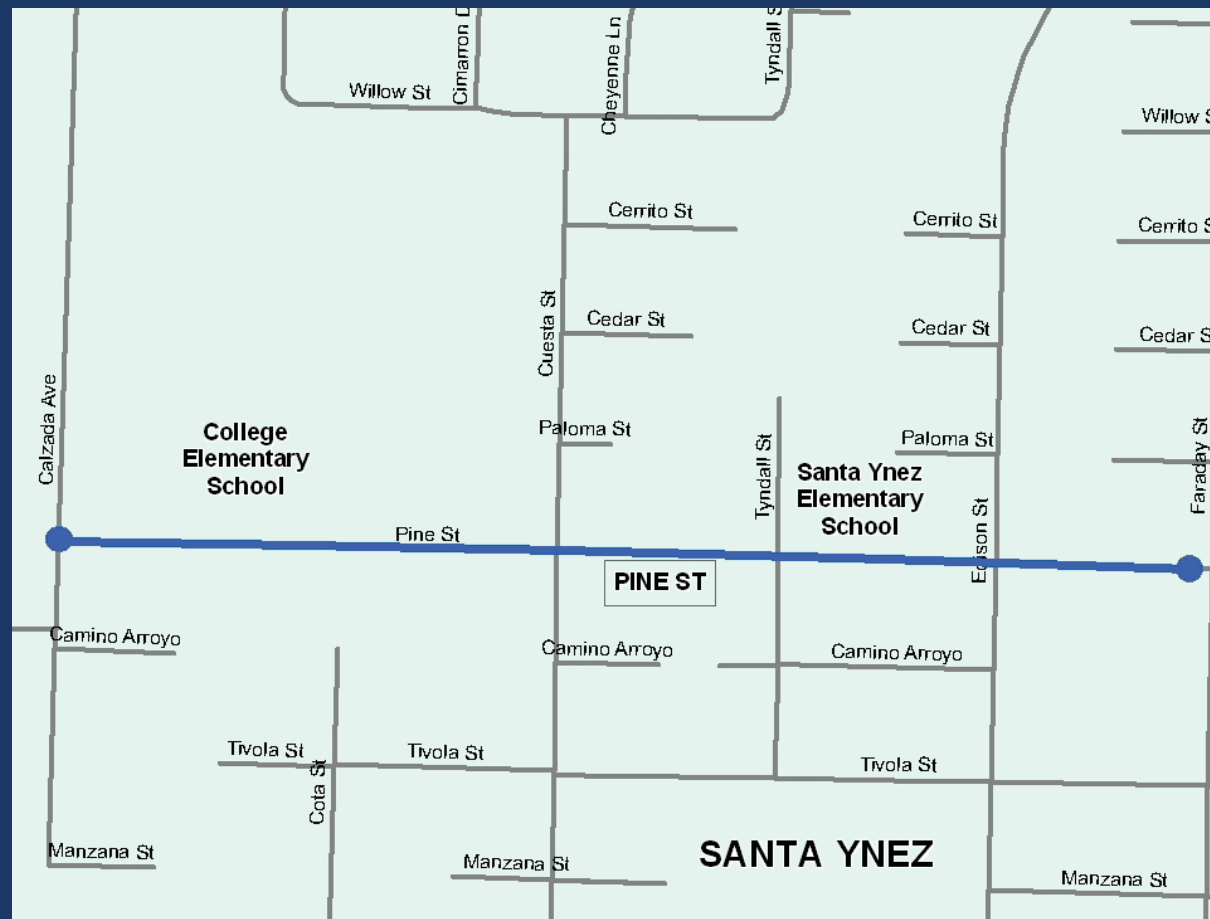 Cimarron D
Cheyenne Ln
Tyndall S
Willow St
Willow S
Cerrito St
Cerrito St
Cerrito S
Cuesta St
Cedar St
Cedar St
Cedar S
Calzada Ave
College
Elementary
School
Paloma St
Tyndall St
Paloma St
Faraday St
Santa Ynez
Elementary
School
Edison St
Pine St
PINE ST
Camino Arroyo
Camino Arroyo
Camino Arroyo
Tivola St
Tivola St
Tivola St
Cota St
Manzana St
Manzana St
SANTA YNEZ
Manzana St